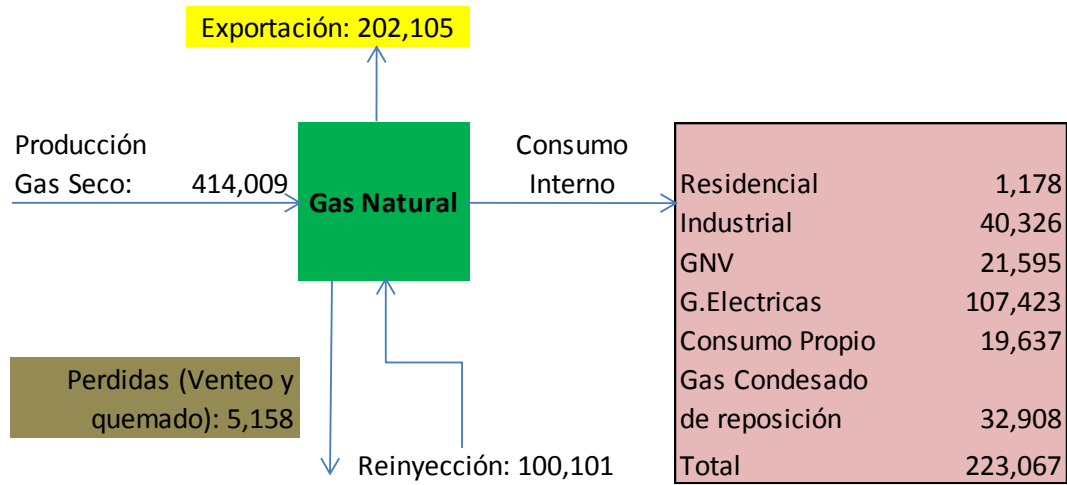 Exportación: 202,105
Producción
Gas Seco: 414,009
Gas Natural
Consumo
Interno
Residencial 1,178
Industrial 40,326
GNV 21,595
G.Electricas 107,423
Consumo Propio 19,637
Gas Condesado
de reposición 32,908
Total 223,067
Perdidas (Venteo y
quemado): 5,158
Reinyección: 100,101